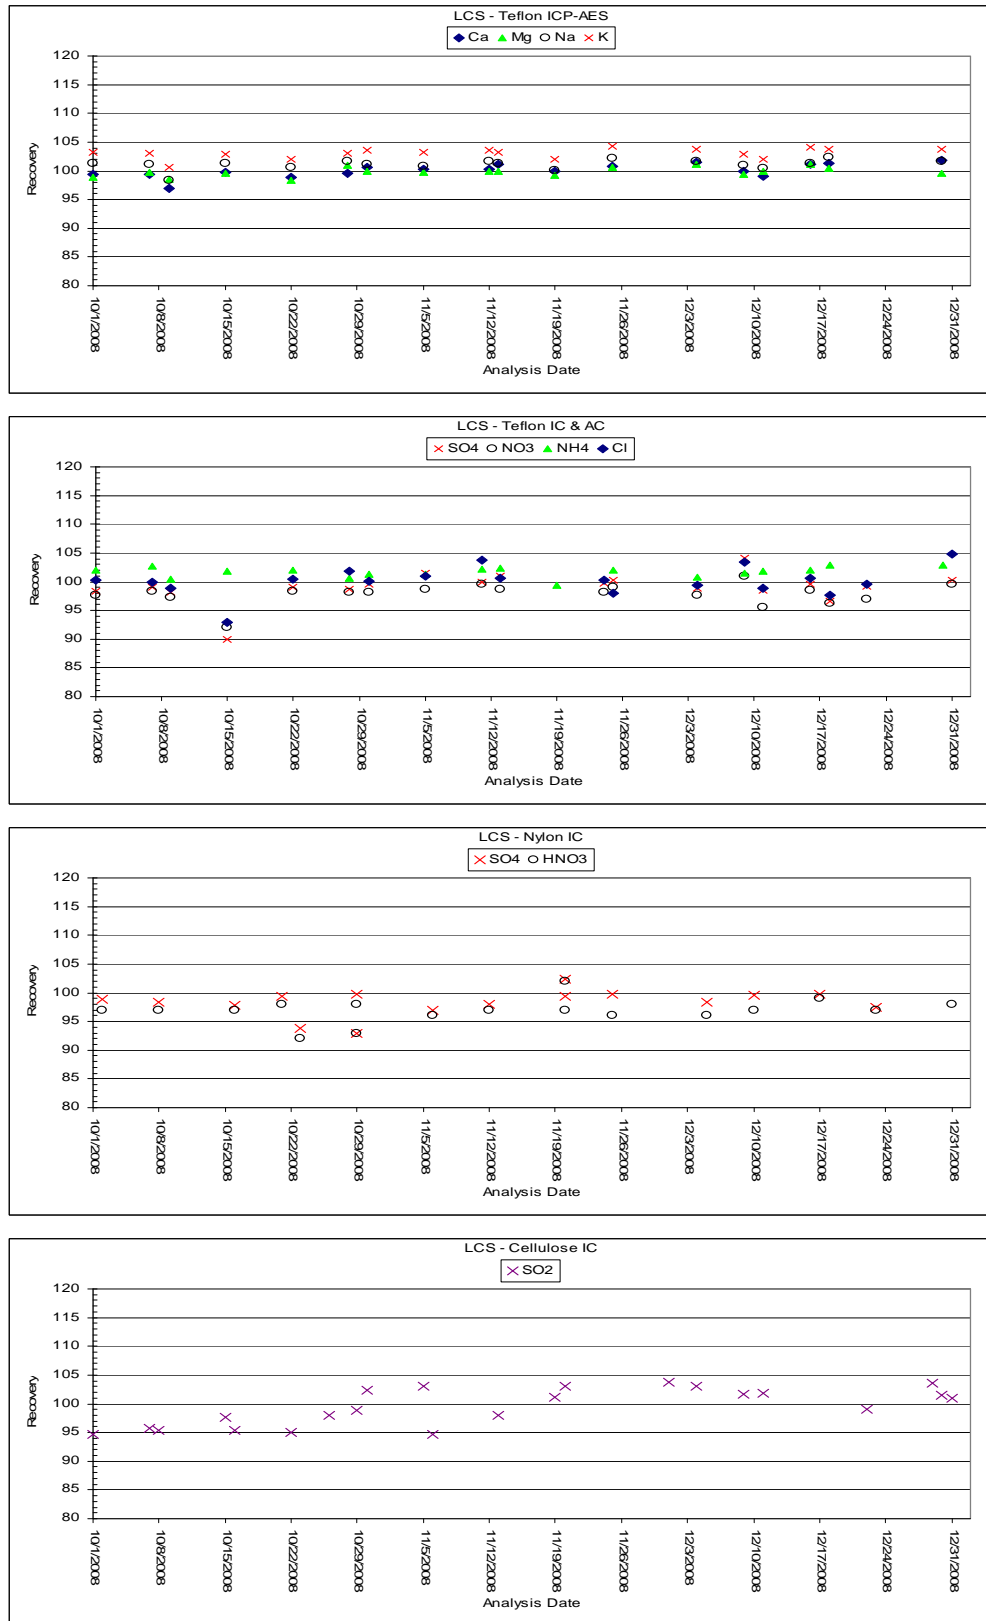 LCS - Teflon ICP-AES
Ca Mg Na K
120
115
110
105
100
95
90
85
80
Recovery
10/1/2008 10/8/2008 10/15/2008 10/22/2008 10/29/2008 11/5/2008 11/12/2008 11/19/2008 11/26/2008 12/3/2008 12/10/2008 12/17/2008 12/24/2008 12/31/2008
Analysis Date
LCS - Teflon IC & AC
SO4 NO3 NH4 Cl
120
115
110
105
100
95
90
85
80
Recovery
10/1/2008 10/8/2008 10/15/2008 10/22/2008 10/29/2008 11/5/2008 11/12/2008 11/19/2008 11/26/2008 12/3/2008 12/10/2008 12/17/2008 12/24/2008 12/31/2008
Analysis Date
LCS - Nylon IC
SO4 HNO3
120
115
110
105
100
95
90
85
80
Recovery
10/1/2008 10/8/2008 10/15/2008 10/22/2008 10/29/2008 11/5/2008 11/12/2008 11/19/2008 11/26/2008 12/3/2008 12/10/2008 12/17/2008 12/24/2008 12/31/2008
Analysis Date
LCS - Cellulose IC
SO2
120
115
110
105
100
95
90
85
80
Recovery
10/1/2008 10/8/2008 10/15/2008 10/22/2008 10/29/2008 11/5/2008 11/12/2008 11/19/2008 11/26/2008 12/3/2008 12/10/2008 12/17/2008 12/24/2008 12/31/2008
Analysis Date